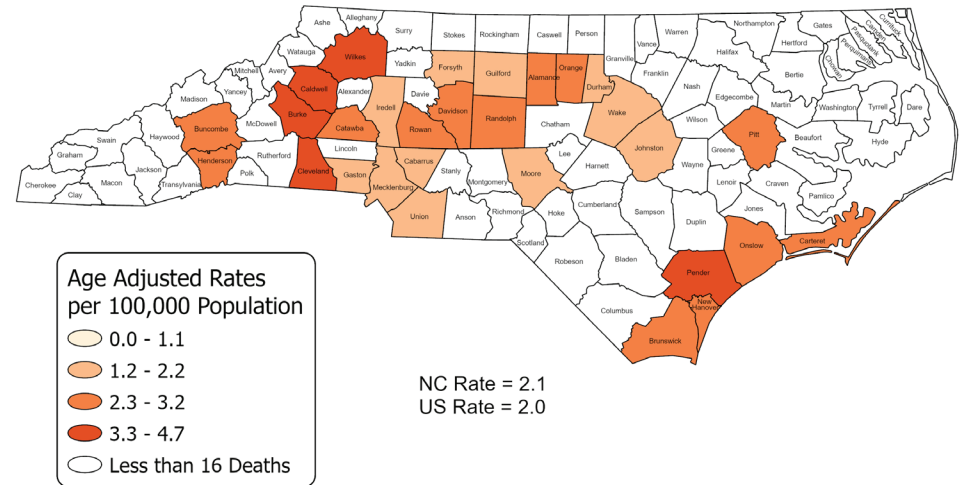 Ashe
Alleghany
Surry
Stokes
Rockingham
Caswell
Person
Granville
Vance
Warren
Northampton
Gates
Currituck
Camden
Pasquotank
Perquimans
Chowan
Halifax
Hertford
Bertie
Watauga
Wilkes
Yadkin
Forsyth
Guilford
Alamance
Orange
Durham
Franklin
Nash
Edgecombe
Martin
Washington
Tyrrell
Dare
Mitchell
Avery
Caldwell
Alexander
Davie
Iredell
Davidson
Randolph
Chatham
Wake
Wilson
Pitt
Beaufort
Hyde
Madison
Yancey
Burke
McDowell
Catawba
Rowan
Johnston
Greene
Wayne
Lenoir
Craven
Pamlico
Swain
Haywood
Buncombe
Rutherford
Lincoln
Cabarrus
Stanly
Montgomery
Moore
Lee
Harnett
Graham
Jackson
Henderson
Polk
Cleveland
Gaston
Mecklenburg
Cherokee
Clay
Macon
Transylvania
Union
Anson
Richmond
Scotland
Hoke
Cumberland
Sampson
Duplin
Jones
Onslow
Carteret
Robeson
Bladen
Pender
New
Hanover
Columbus
Brunswick
Age Adjusted Rates
per 100,000 Population
0.0 - 1.1
1.2 - 2.2
2.3 - 3.2
3.3 - 4.7
Less than 16 Deaths
NC Rate = 2.1
US Rate = 2.0